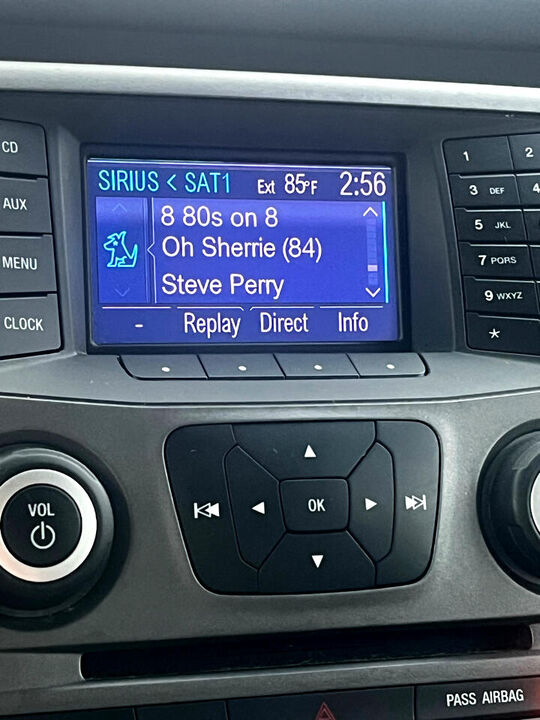 CD
AUX
MENU
CLOCK
SIRIUS < SAT1 Ext 85°F 2:56
8 80s on 8
Oh Sherrie (84)
Steve Perry
- Replay Direct Info
1 2
3 DEF 4
5 JKL
7 PQRS
9 WXYZ
*
VOL
OK
PASS AIRBAG